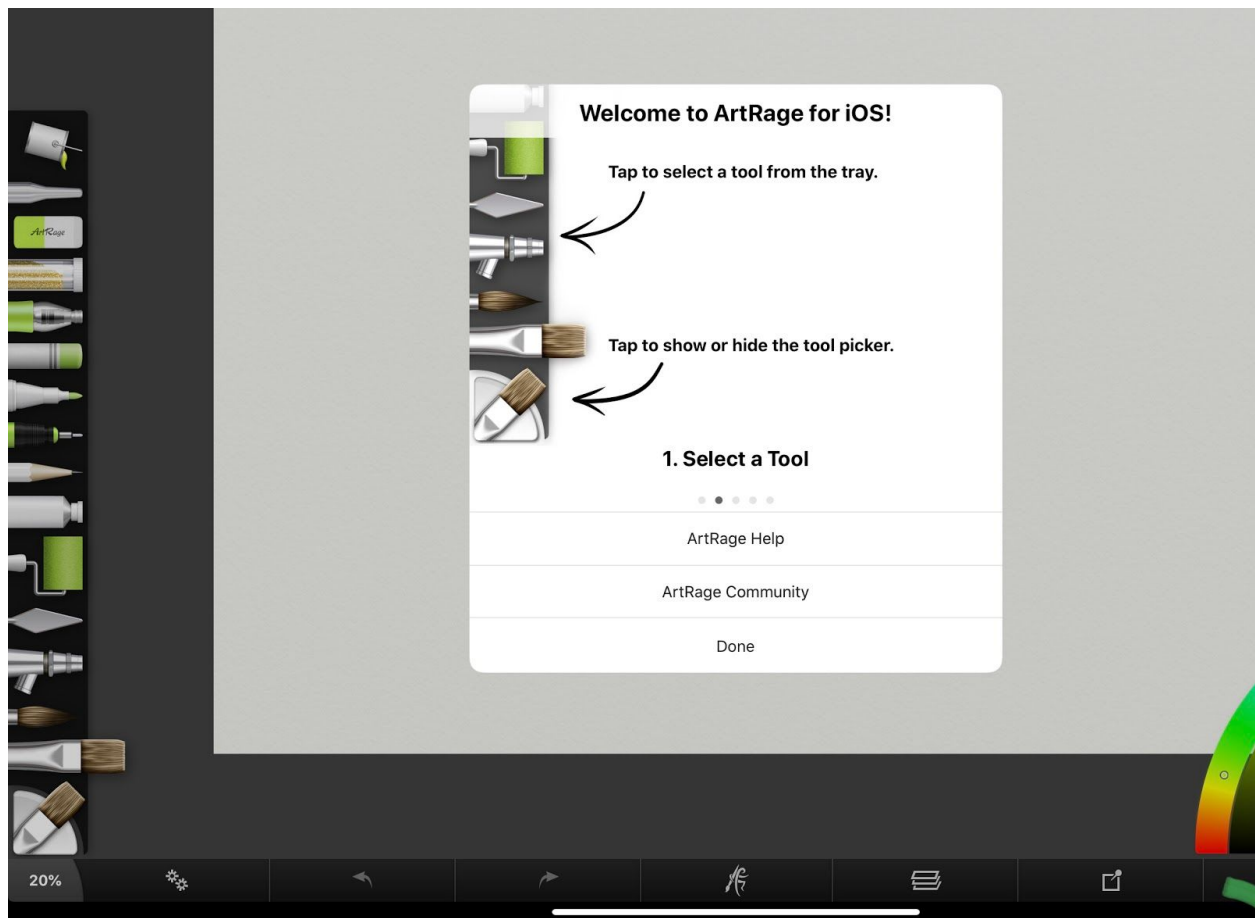 Welcome to ArtRage for iOS!
Tap to select a tool from the tray.
ArtRage
Tap to show or hide the tool picker.
1. Select a Tool
ArtRage Help
ArtRage Community
Done
20%